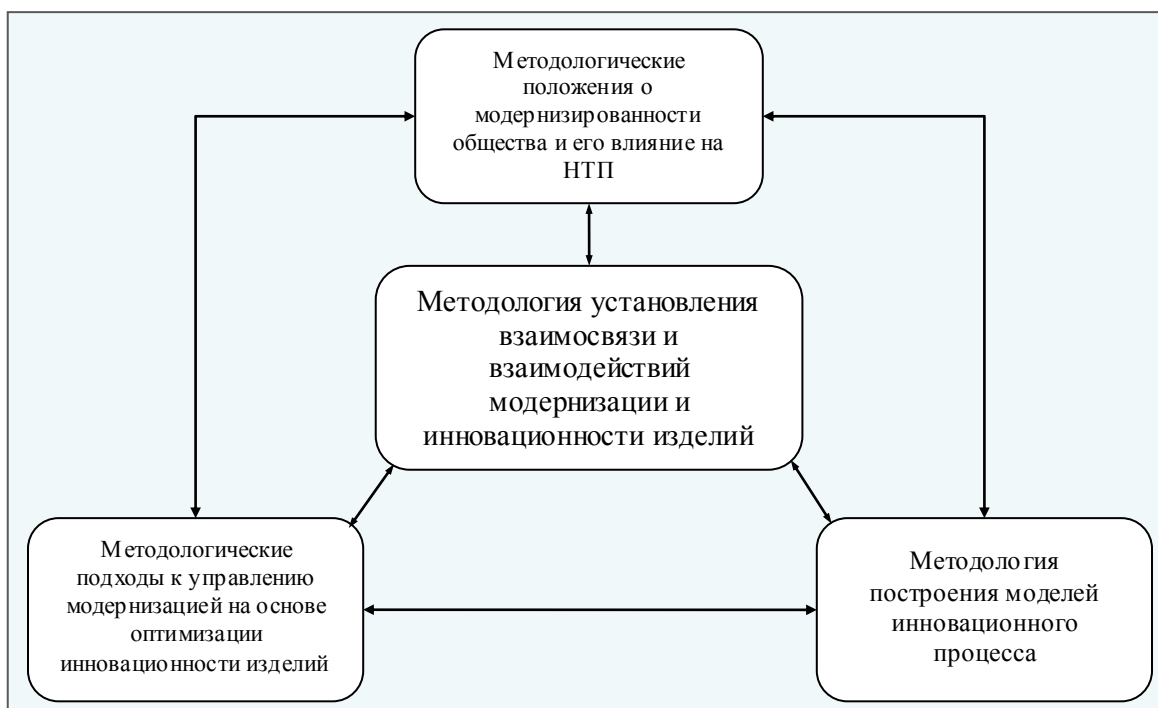 Методологические
положения о
модернизированности
общества и его влияние на
НТП
Методология установления
взаимосвязи и
взаимодействий
модернизации и
инновационности изделий
Методологические
подходы к управлению
модернизацией на основе
оптимизации
инновационности изделий
Методология
построения моделей
инновационного
процесса